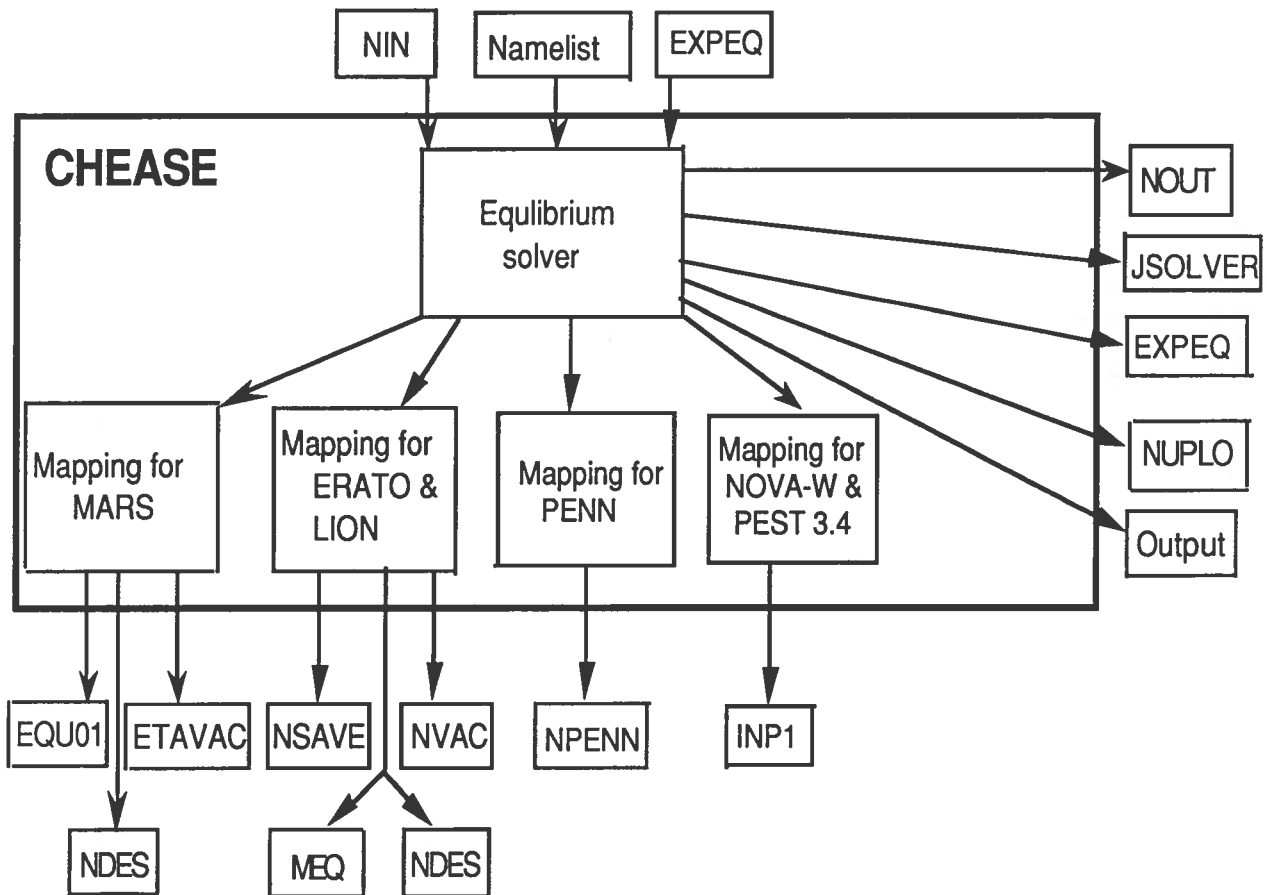 NIN
Namelist
EXPEQ
CHEASE
Equlibrium
solver
NOUT
JSOLVER
EXPEQ
NUPLO
Output
Mapping for
MARS
Mapping for
ERATO &
LION
Mapping for
PENN
Mapping for
NOVA-W &
PEST 3.4
EQU01
ETAVAC
NSAVE
NVAC
NPENN
INP1
NDES
MEQ
NDES